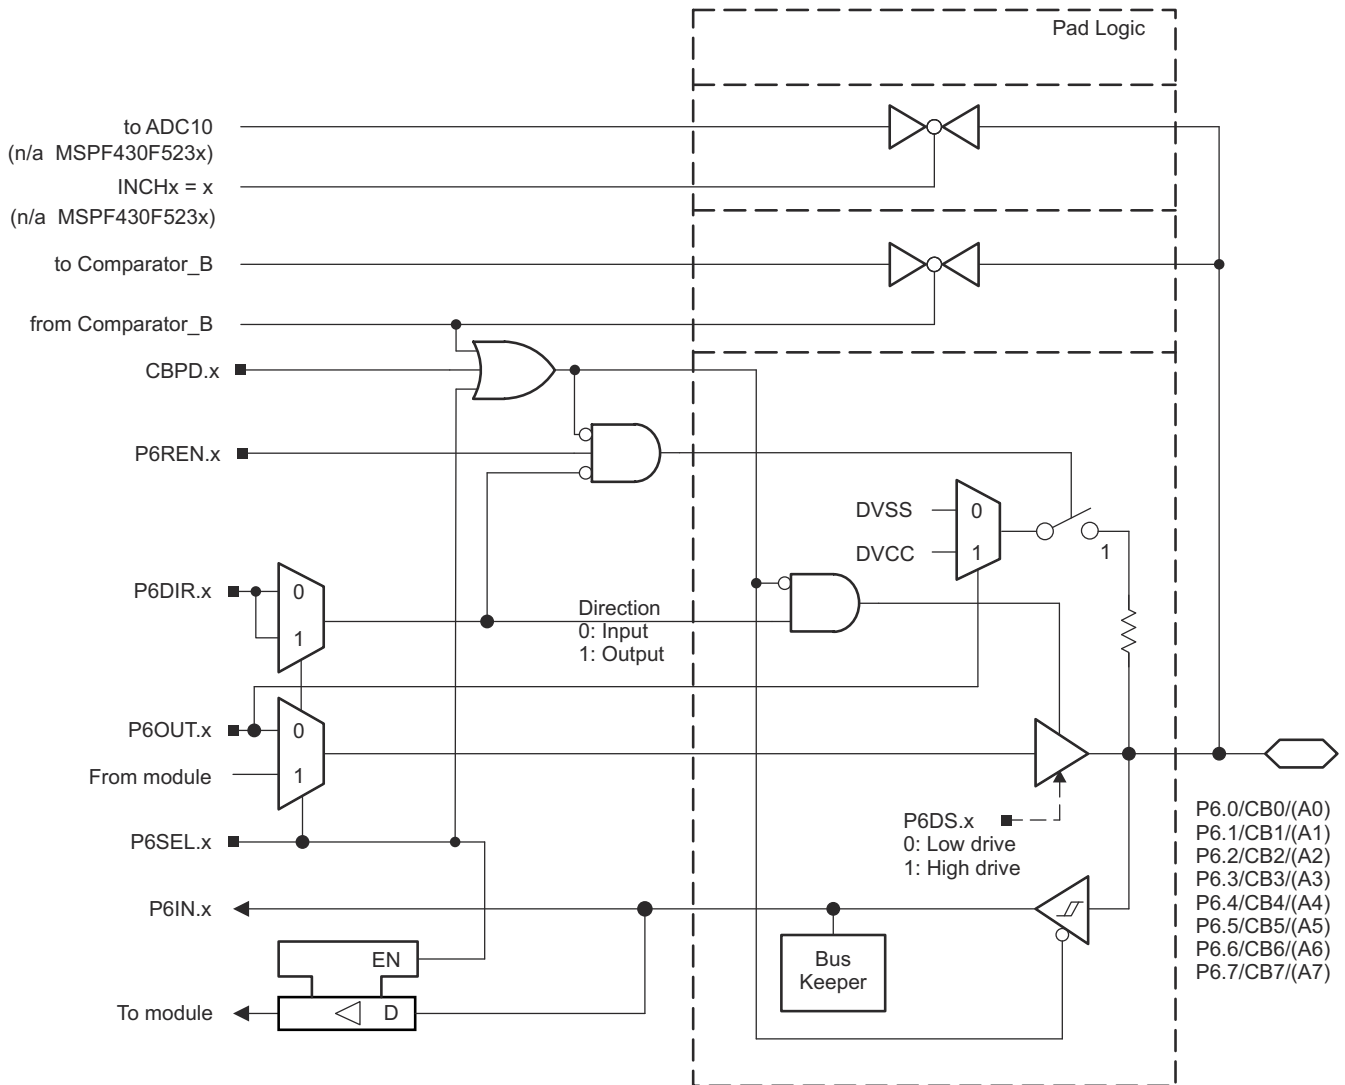 Pad Logic
to ADC10
(n/a MSPF430F523x)
INCHx = x
(n/a MSPF430F523x)
to Comparator_B
from Comparator_B
CBPD.x
P6REN.x
DVSS
0
DVCC
1
1
P6DIR.x
0
1
Direction
0: Input
1: Output
P6OUT.x
0
From module
1
P6SEL.x
P6DS.x
0: Low drive
1: High drive
P6.0/CB0/(A0)
P6.1/CB1/(A1)
P6.2/CB2/(A2)
P6.3/CB3/(A3)
P6.4/CB4/(A4)
P6.5/CB5/(A5)
P6.6/CB6/(A6)
P6.7/CB7/(A7)
P6IN.x
EN
Bus
Keeper
To module
D